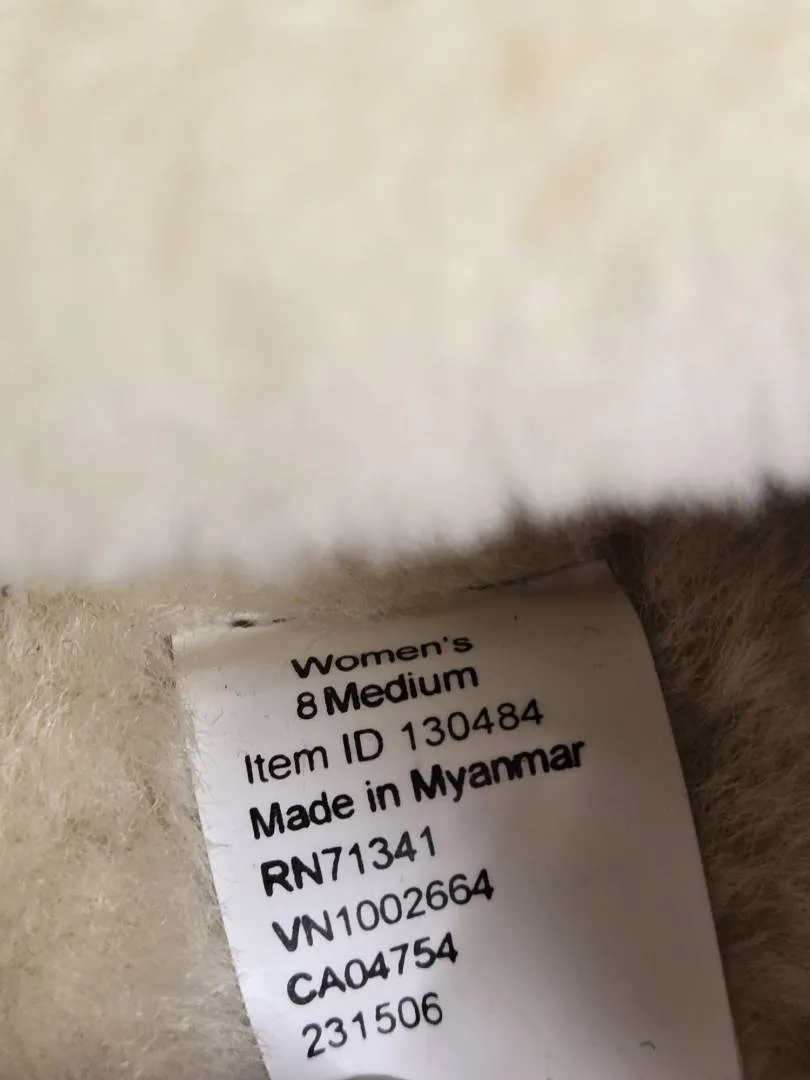 Women's
8 Medium
Item ID 130484
Made in Myanmar
RN71341
VN1002664
CA04754
231506